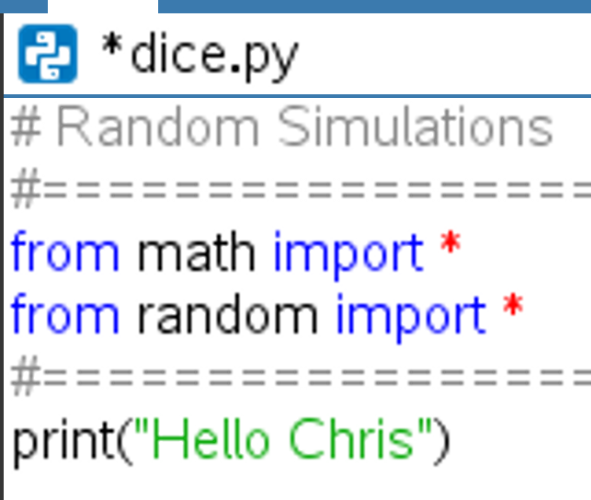 *dice.py
# Random Simulations
#================
from math import *
from random import *
#================
print("Hello Chris")